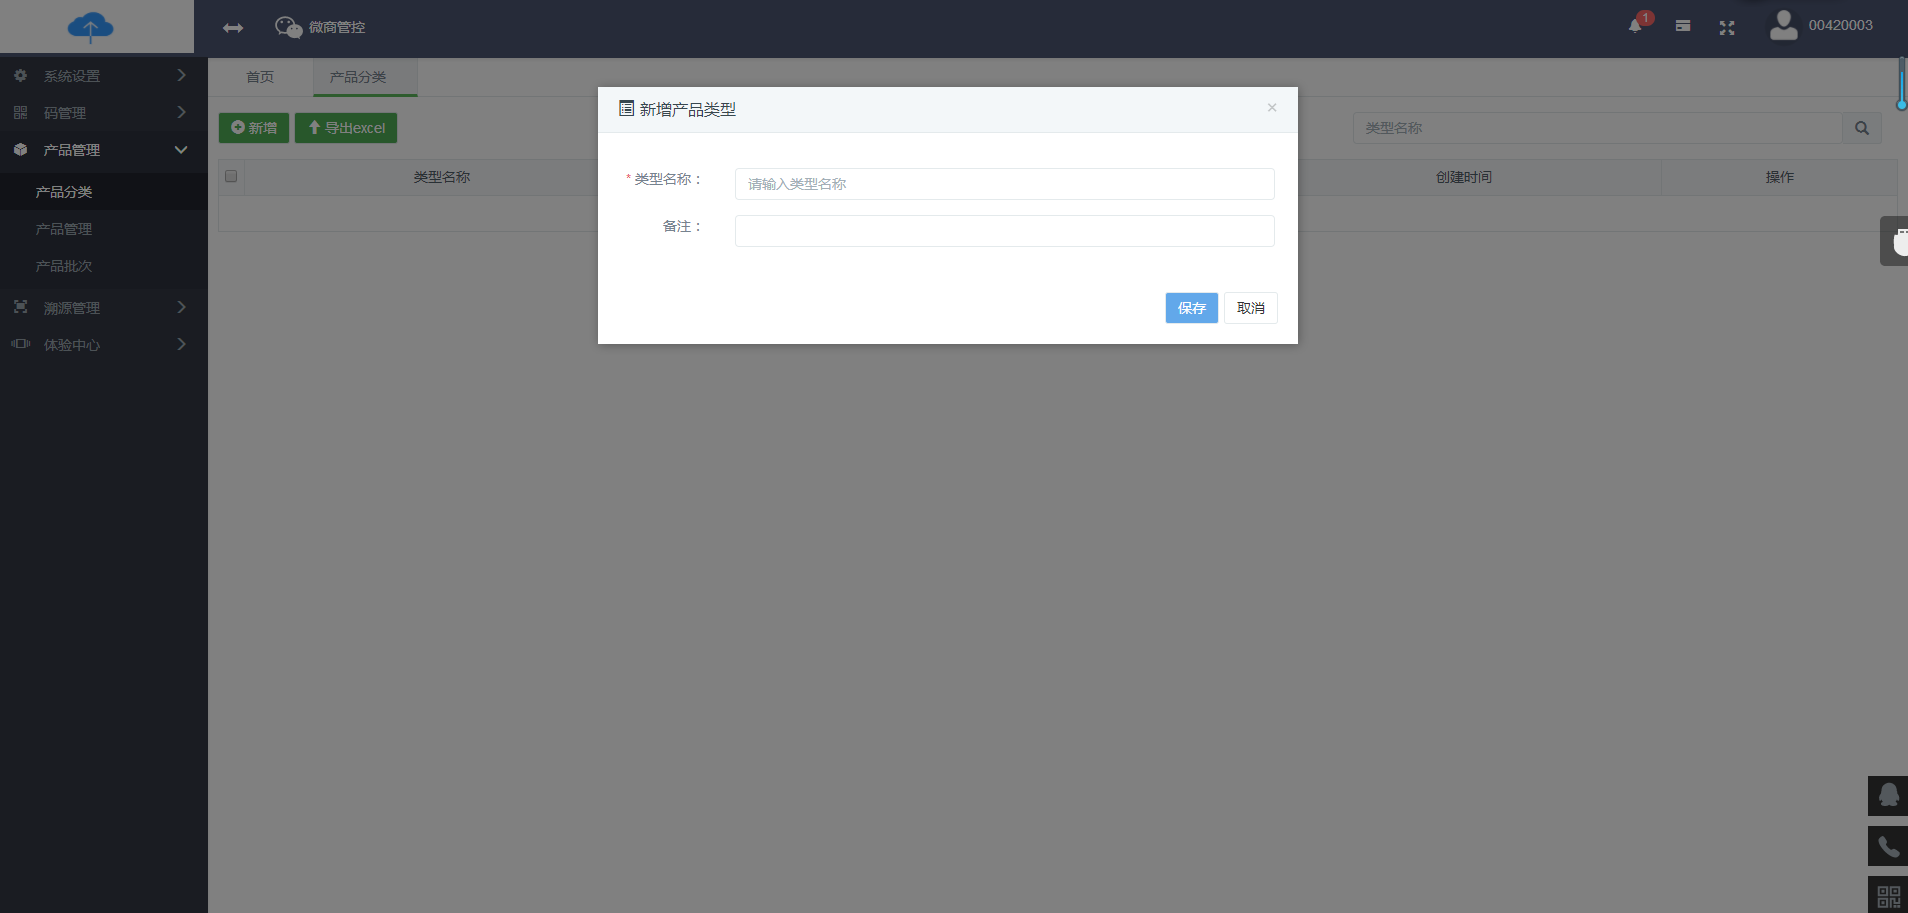 微商管控
1
00420003
系统设置
码管理
产品管理
产品分类
产品管理
产品批次
溯源管理
体验中心
首页
产品分类
新增
导出excel
类型名称
类型名称
创建时间
操作
新增产品类型
×
* 类型名称：
请输入类型名称
备注：
保存
取消